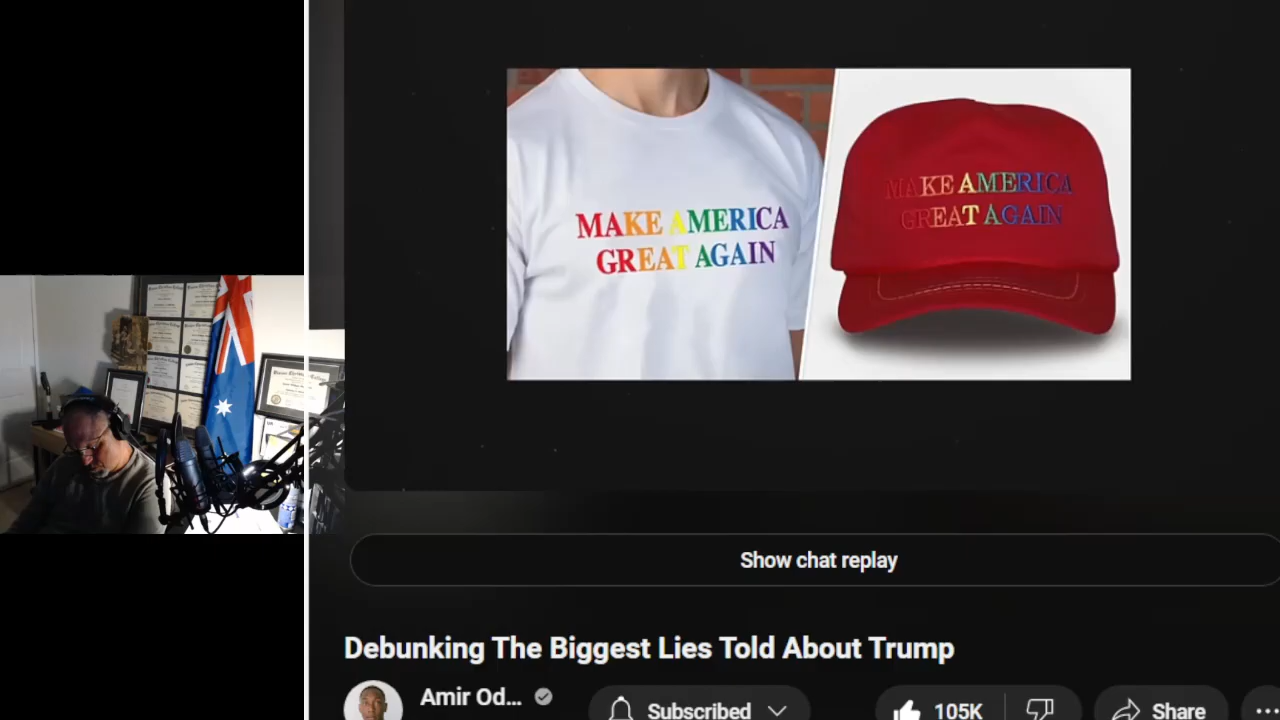 MAKE AMERICA
GREAT AGAIN
MAKE AMERICA
GREAT AGAIN
Show chat replay
Debunking The Biggest Lies Told About Trump
Amir Od...
Subscribed
105K
Share